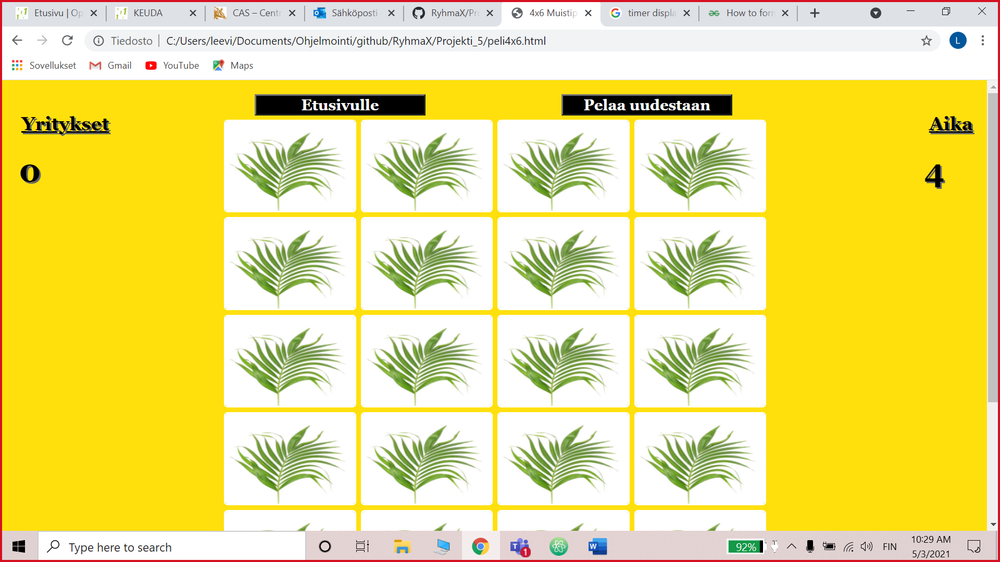 Etusivu | Op
KEUDA
CAS – Centr
Sähköposti
RyhmaX/Pro
4x6 Muistip
timer displa
How to forn
Tiedosto
C:/Users/leevi/Documents/Ohjelmointi/github/RyhmaX/Projekti_5/peli4x6.html
L
Sovellukset
Gmail
YouTube
Maps
Etusivulle
Pelaa uudestaan
Yritykset
Aika
0
4
Type here to search
1
92%
FIN
10:29 AM
5/3/2021